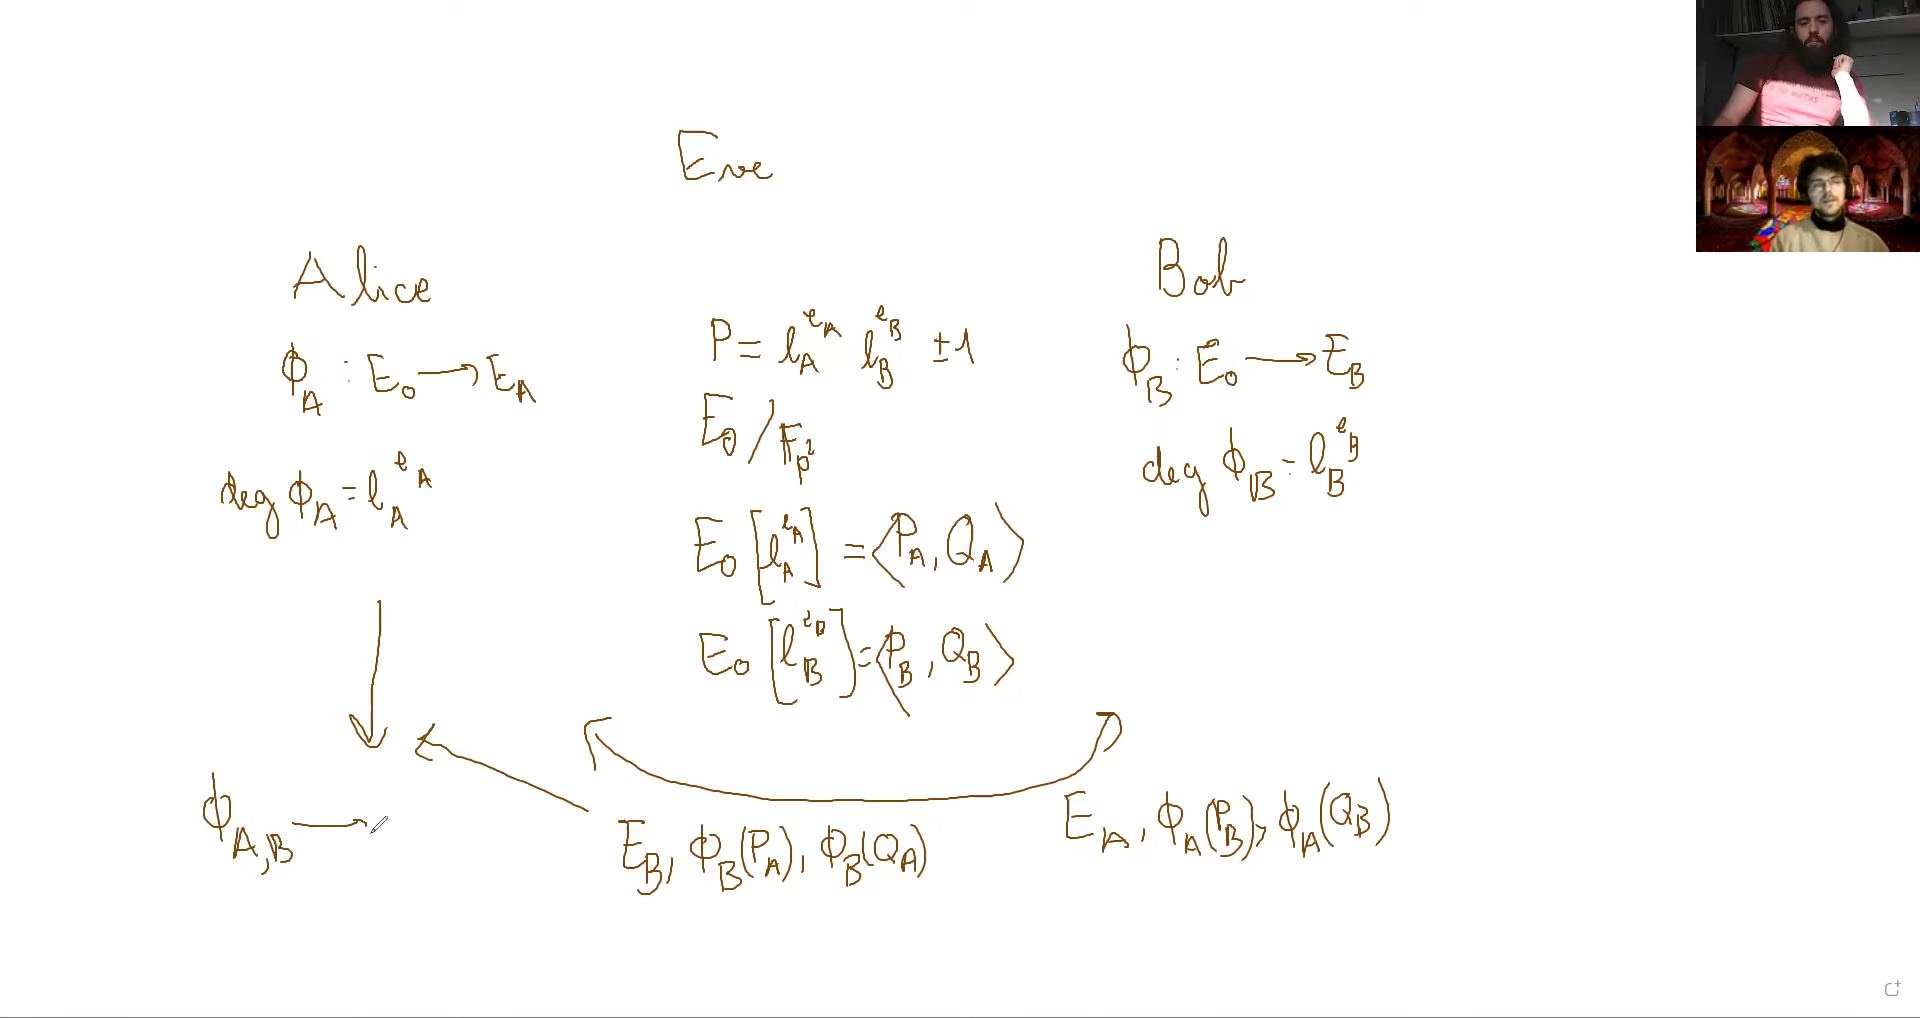 Eve
Alice
ϕ_A : E_0 ⟶ E_A
deg ϕ_A = l_A^{e_A}
P = l_A^{e_A} l_B^{e_B} ± 1
E_0 / F_{p^2}
E_0 [l_A^{e_A}] = ⟨P_A, Q_A⟩
E_0 [l_B^{e_B}] = ⟨P_B, Q_B⟩
Bob
ϕ_B : E_0 ⟶ E_B
deg ϕ_B = l_B^{e_B}
ϕ_{A,B} ⟶
E_B, ϕ_B(P_A), ϕ_B(Q_A)
E_A, ϕ_A(P_B), ϕ_A(Q_B)